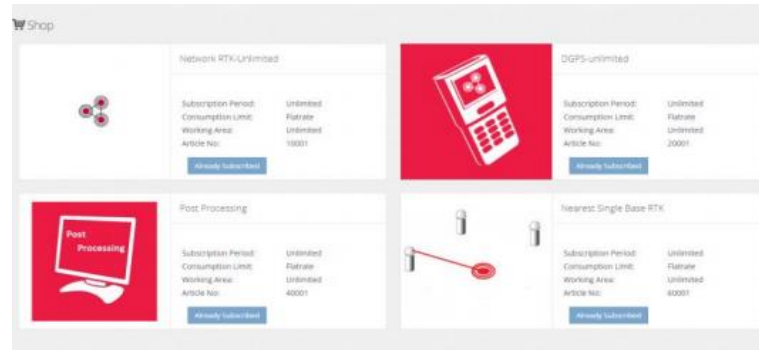 Shop
Network RTK-Unlimited
Subscription Period: Unlimited
Consumption Limit: Flatrate
Working Area: Unlimited
Article No: 10001
Already Subscribed
DGPS-unlimited
Subscription Period: Unlimited
Consumption Limit: Flatrate
Working Area: Unlimited
Article No: 20001
Already Subscribed
Post
Processing
Post Processing
Subscription Period: Unlimited
Consumption Limit: Flatrate
Working Area: Unlimited
Article No: 40001
Already Subscribed
Nearest Single Base RTK
Subscription Period: Unlimited
Consumption Limit: Flatrate
Working Area: Unlimited
Article No: 60001
Already Subscribed